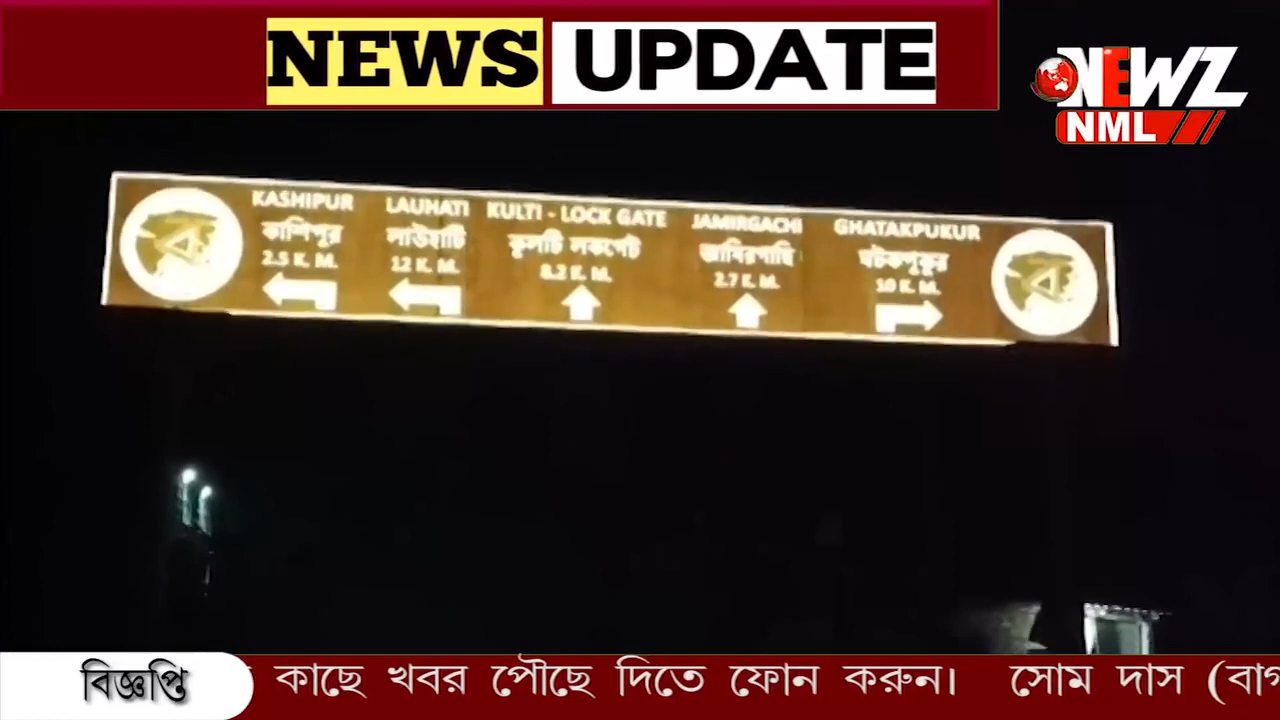 NEWS UPDATE
NEWZ
NML
KASHIPUR
কাশিপুর
2.5 K. M.
LAUHATI
লাউহাটি
12 K. M.
KULTI - LOCK GATE
কুলটি লকগেট
8.2 K. M.
JAMIRGACHI
জামিরগাছি
2.7 K. M.
GHATAKPUKUR
ঘটকপুকুর
10 K. M.
ব
ব
বিজ্ঞপ্তি
কাছে খবর পৌছে দিতে ফোন করুন। সোম দাস (বাগ